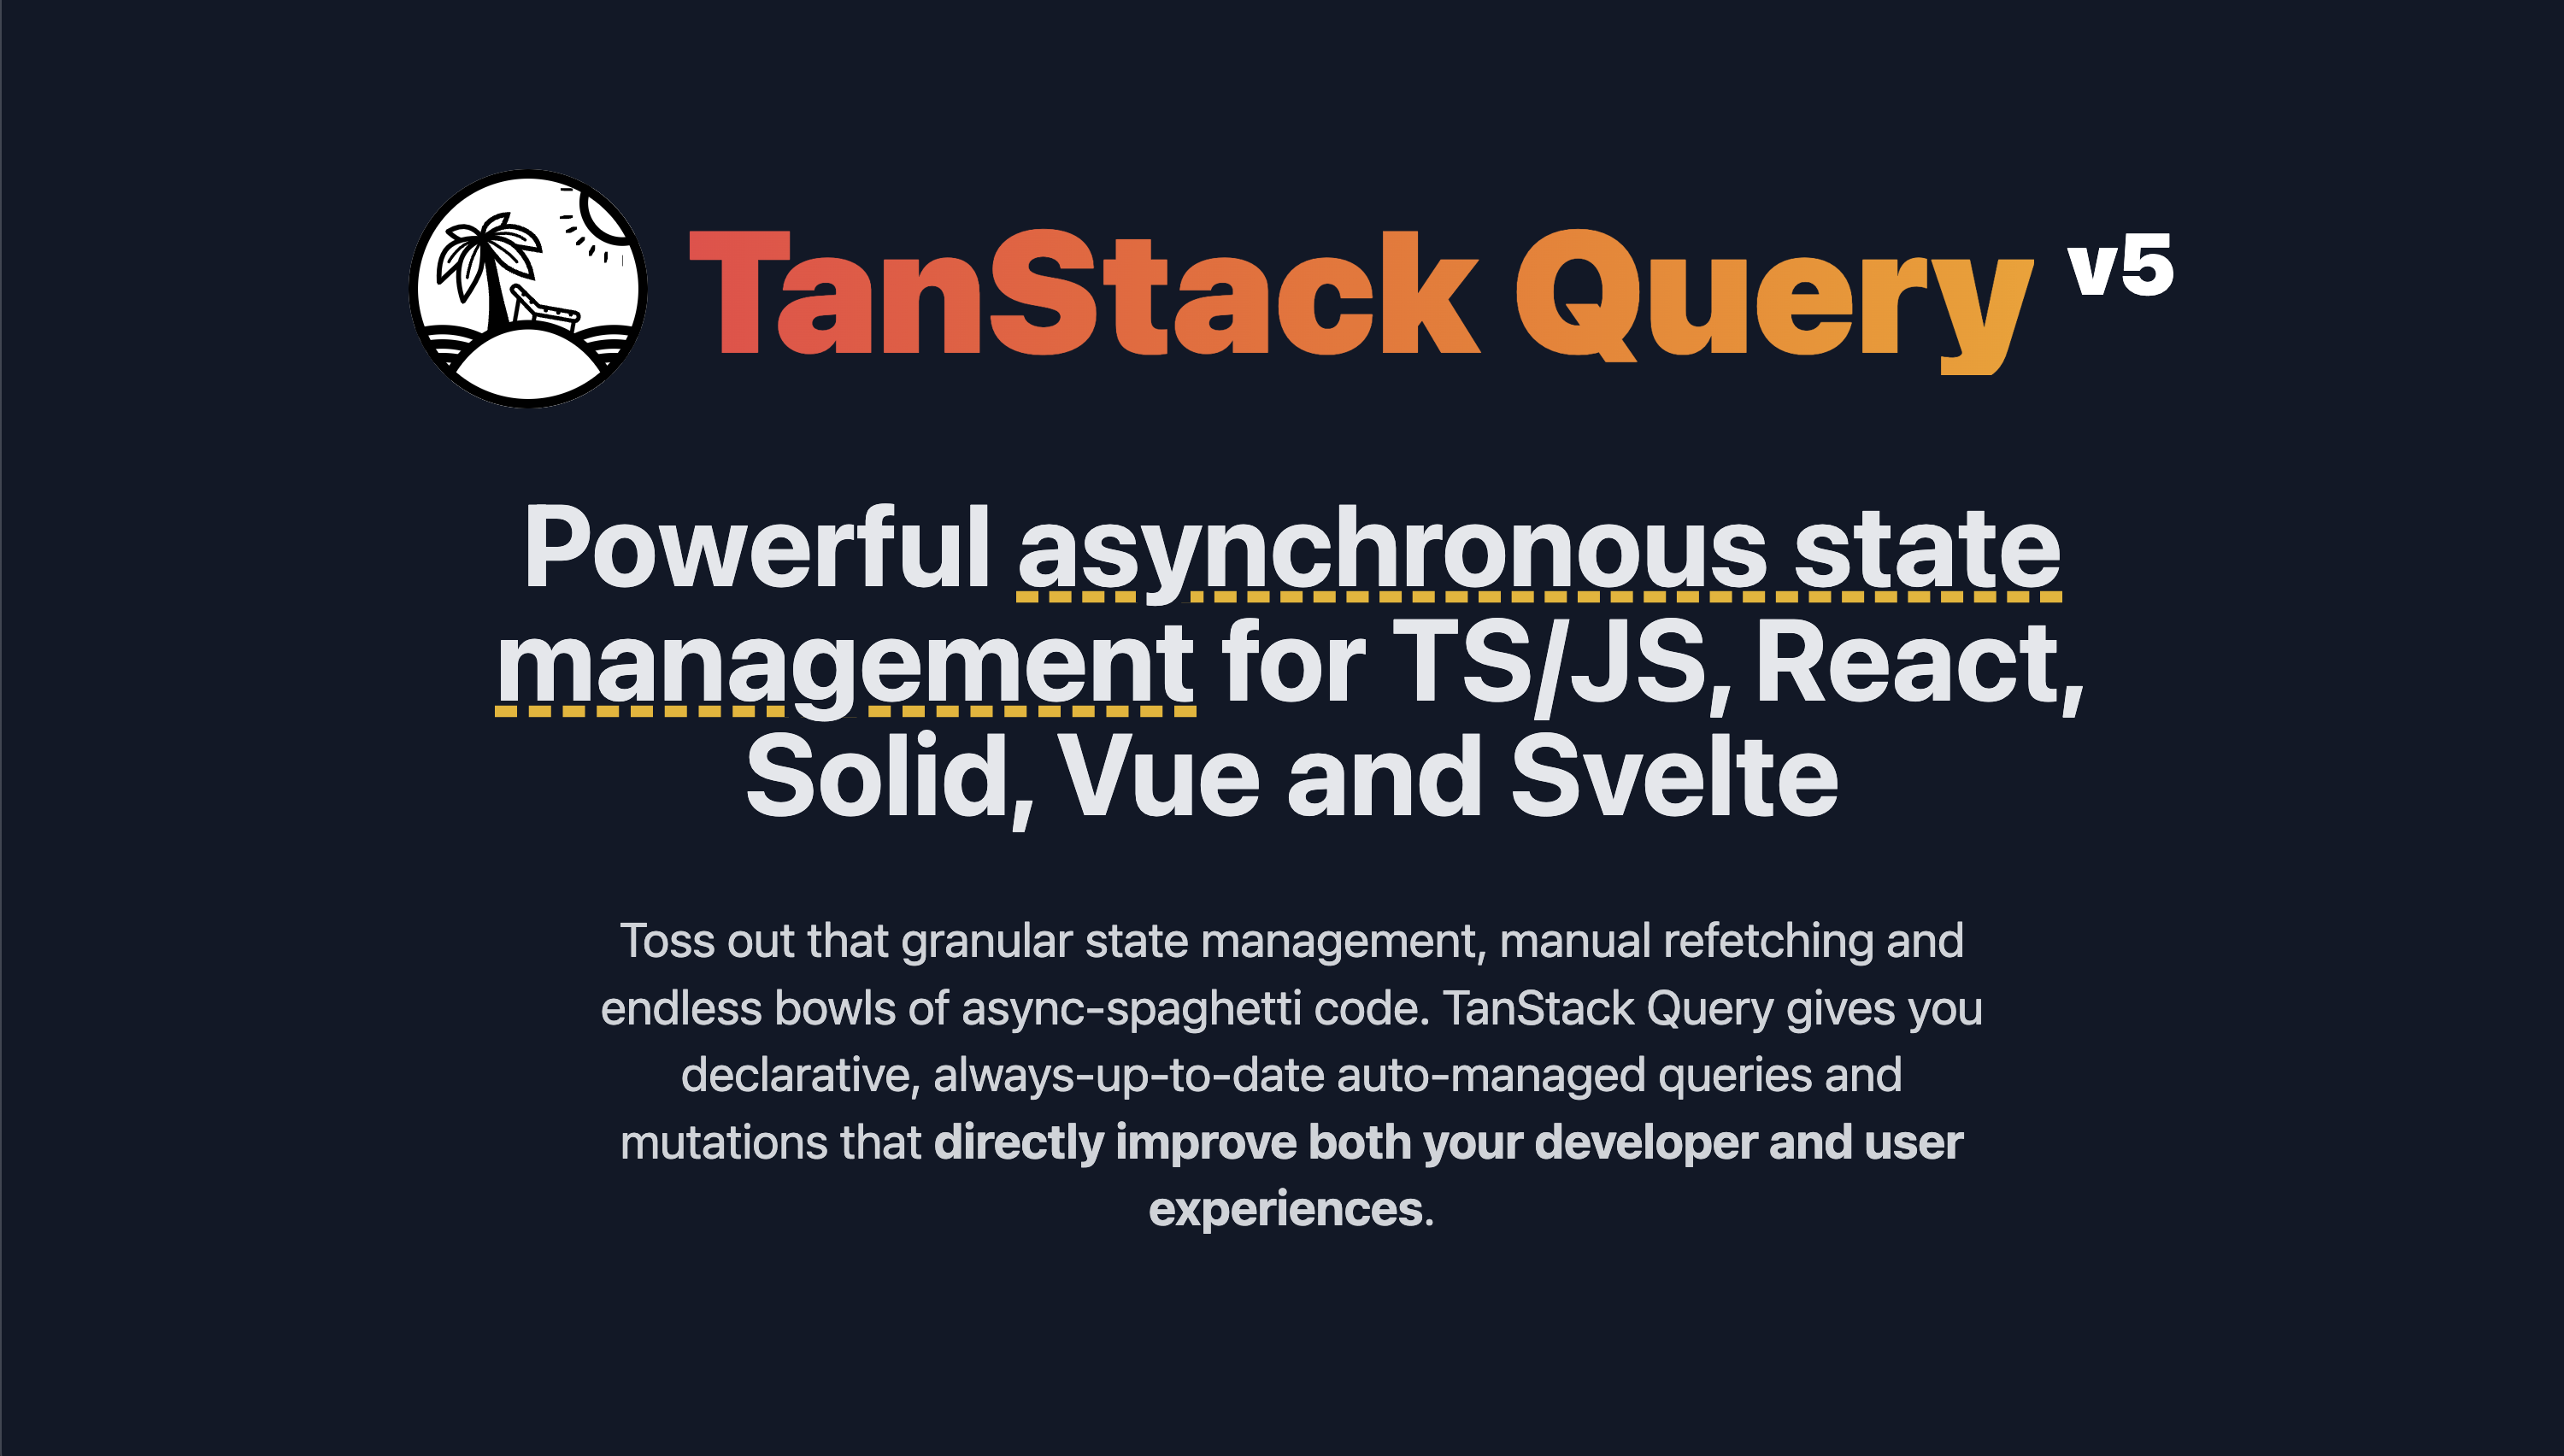 TanStack Query v5
Powerful asynchronous state
management for TS/JS, React,
Solid, Vue and Svelte
Toss out that granular state management, manual refetching and
endless bowls of async-spaghetti code. TanStack Query gives you
declarative, always-up-to-date auto-managed queries and
mutations that directly improve both your developer and user
experiences.